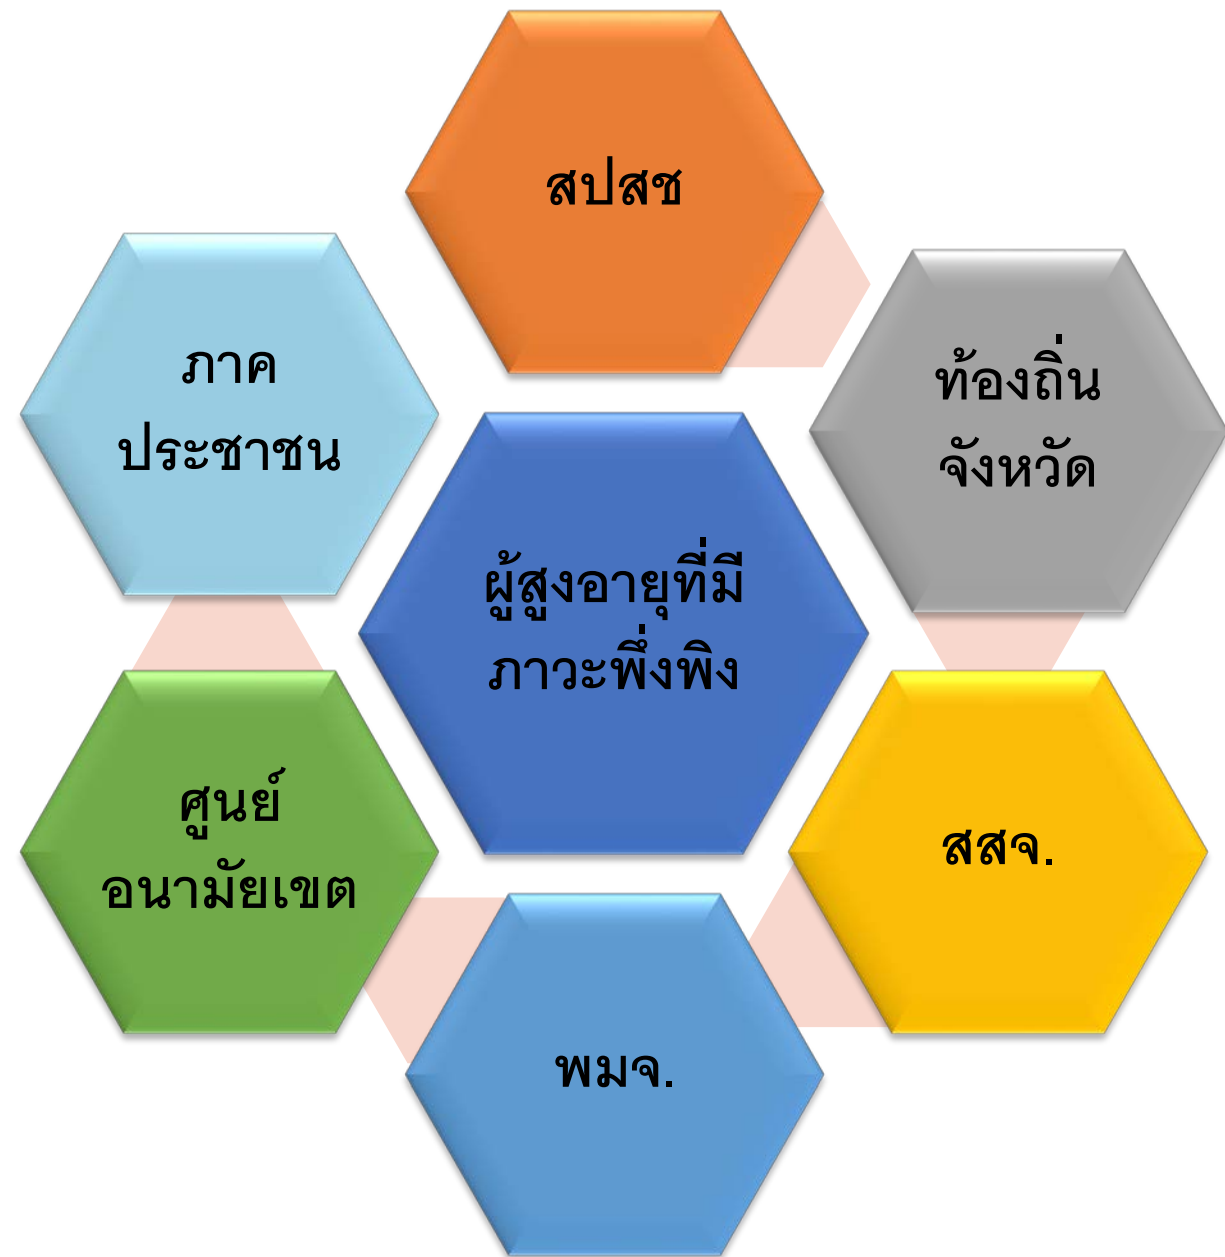 สปสช
ภาค
ประชาชน
ท้องถิ่น
จังหวัด
ผู้สูงอายุที่มี
ภาวะพึ่งพิง
ศูนย์
อนามัยเขต
สสจ.
พมจ.